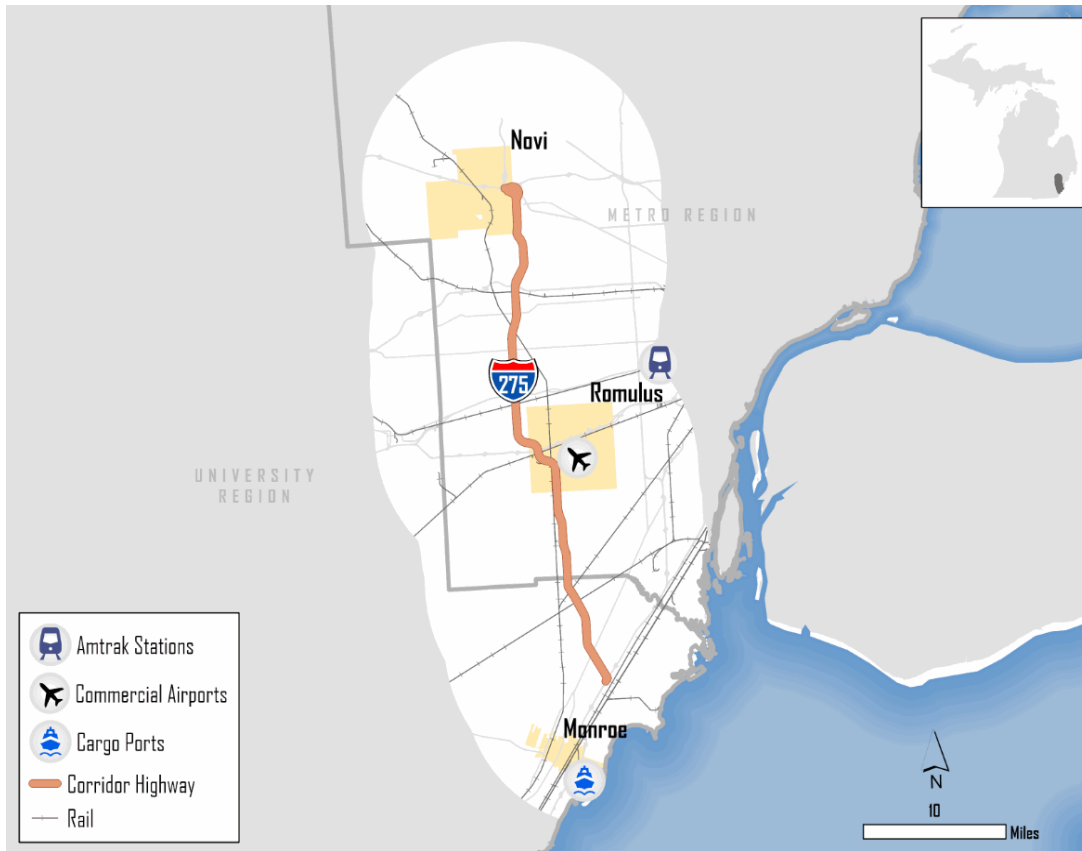 Novi
METRO REGION
275
Romulus
UNIVERSITY
REGION
Monroe
Amtrak Stations
Commercial Airports
Cargo Ports
Corridor Highway
Rail
N
10
Miles